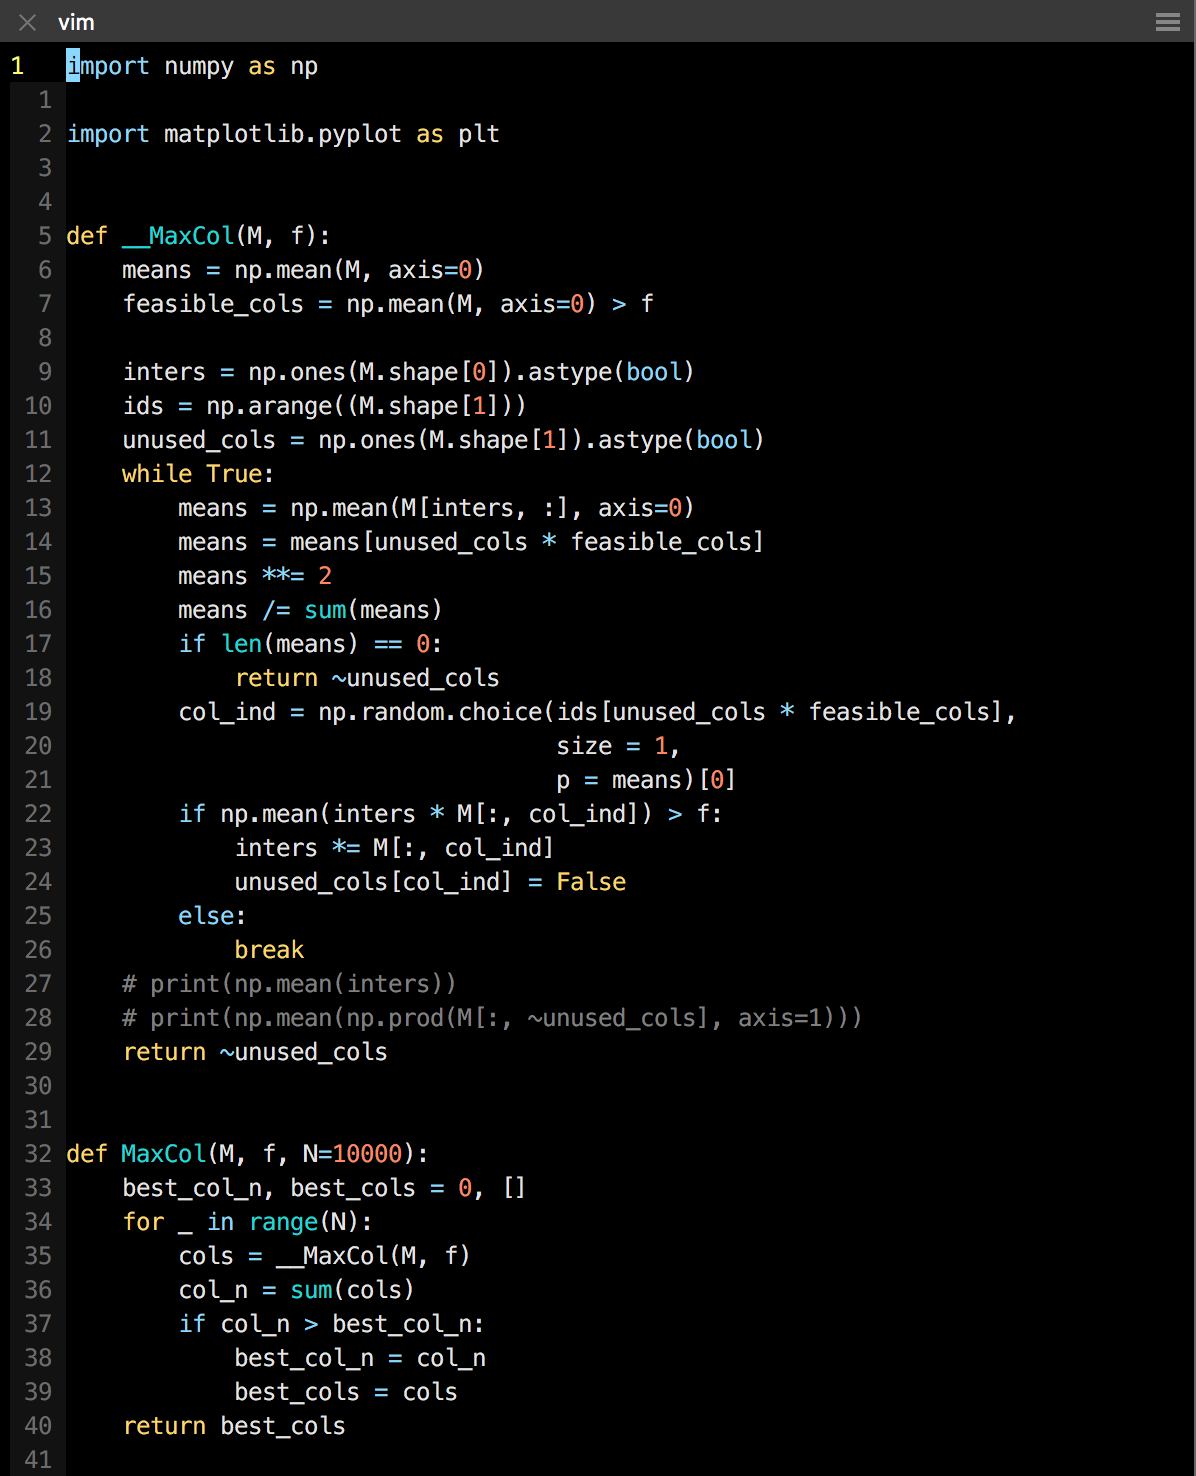 vim
1 import numpy as np
1
2 import matplotlib.pyplot as plt
3
4
5 def __MaxCol(M, f):
6     means = np.mean(M, axis=0)
7     feasible_cols = np.mean(M, axis=0) > f
8
9     inters = np.ones(M.shape[0]).astype(bool)
10     ids = np.arange((M.shape[1]))
11     unused_cols = np.ones(M.shape[1]).astype(bool)
12     while True:
13         means = np.mean(M[inters, :], axis=0)
14         means = means[unused_cols * feasible_cols]
15         means **= 2
16         means /= sum(means)
17         if len(means) == 0:
18             return ~unused_cols
19         col_ind = np.random.choice(ids[unused_cols * feasible_cols],
20                                    size = 1,
21                                    p = means)[0]
22         if np.mean(inters * M[:, col_ind]) > f:
23             inters *= M[:, col_ind]
24             unused_cols[col_ind] = False
25         else:
26             break
27     # print(np.mean(inters))
28     # print(np.mean(np.prod(M[:, ~unused_cols], axis=1)))
29     return ~unused_cols
30
31
32 def MaxCol(M, f, N=10000):
33     best_col_n, best_cols = 0, []
34     for _ in range(N):
35         cols = __MaxCol(M, f)
36         col_n = sum(cols)
37         if col_n > best_col_n:
38             best_col_n = col_n
39             best_cols = cols
40     return best_cols
41